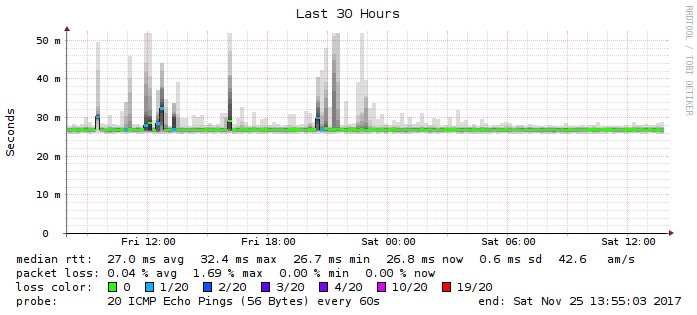 Last 30 Hours
RRDTOOL / TOBI OETIKER
Seconds
50 m
40 m
30 m
20 m
10 m
0
Fri 12:00 Fri 18:00 Sat 00:00 Sat 06:00 Sat 12:00
median rtt: 27.0 ms avg 32.4 ms max 26.7 ms min 26.8 ms now 0.6 ms sd 42.6 am/s
packet loss: 0.04 % avg 1.69 % max 0.00 % min 0.00 % now
loss color: 0 1/20 2/20 3/20 4/20 10/20 19/20
probe: 20 ICMP Echo Pings (56 Bytes) every 60s end: Sat Nov 25 13:55:03 2017